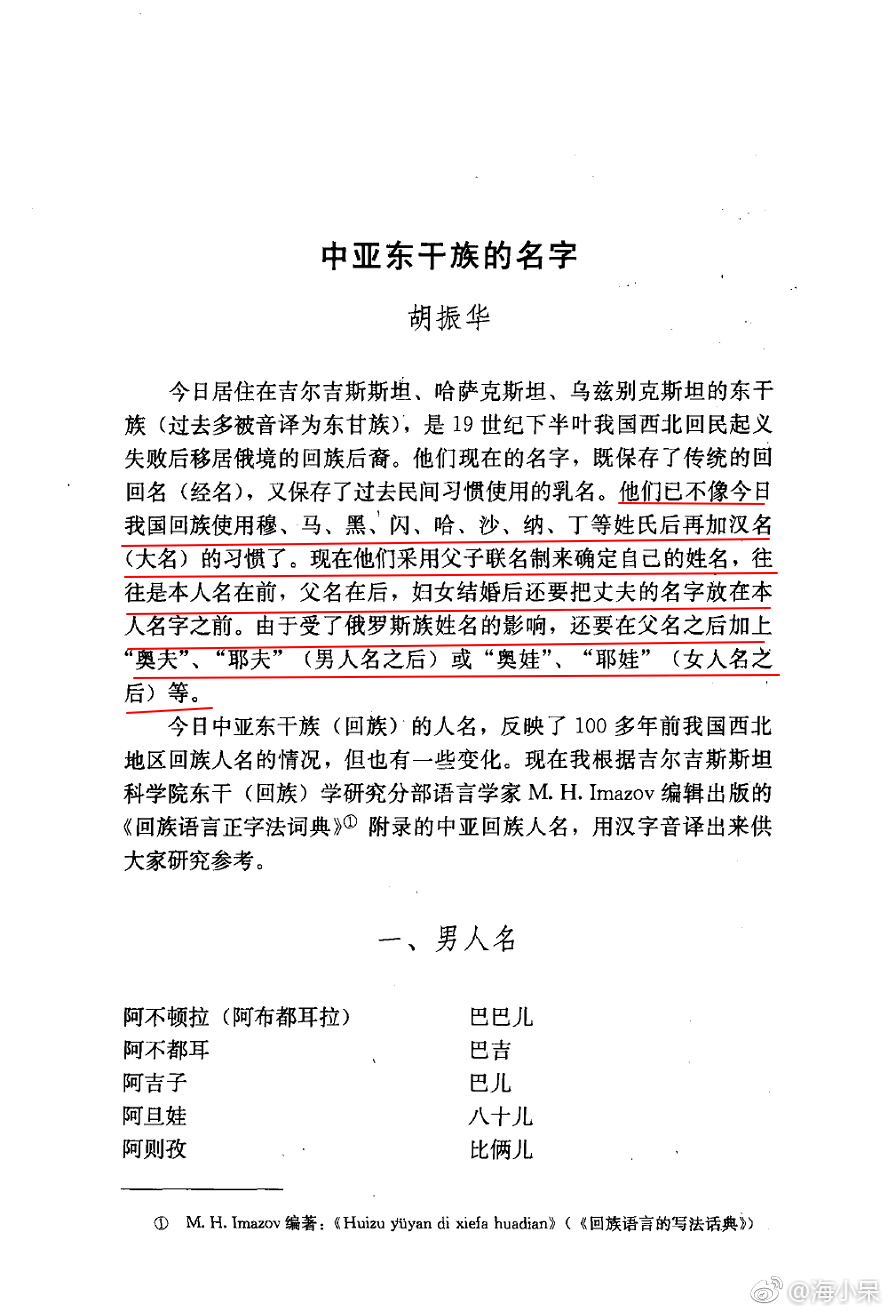 中亚东干族的名字
胡振华
今日居住在吉尔吉斯斯坦、哈萨克斯坦、乌兹别克斯坦的东干
族（过去多被音译为东甘族），是 19 世纪下半叶我国西北回民起义
失败后移居俄境的回族后裔。他们现在的名字，既保存了传统的回
回名（经名），又保存了过去民间习惯使用的乳名。他们已不像今日
我国回族使用穆、马、黑、闪、哈、沙、纳、丁等姓氏后再加汉名
（大名）的习惯了。现在他们采用父子联名制来确定自己的姓名，往
往是本人名在前，父名在后，妇女结婚后还要把丈夫的名字放在本
人名字之前。由于受了俄罗斯族姓名的影响，还要在父名之后加上
“奥夫”、“耶夫”（男人名之后）或“奥娃”、“耶娃”（女人名之
后）等。
今日中亚东干族（回族）的人名，反映了 100 多年前我国西北
地区回族人名的情况，但也有一些变化。现在我根据吉尔吉斯斯坦
科学院东干（回族）学研究分部语言学家 M. H. Imazov 编辑出版的
《回族语言正字法词典》① 附录的中亚回族人名，用汉字音译出来供
大家研究参考。
一、男人名
阿不顿拉（阿布都耳拉） 巴巴儿
阿不都耳 巴吉
阿吉子 巴儿
阿旦娃 八十儿
阿则孜 比俩儿
① M. H. Imazov 编著：《Huizu yüyan di xiefa huadian》（《回族语言的写法话典》）
@海小呆